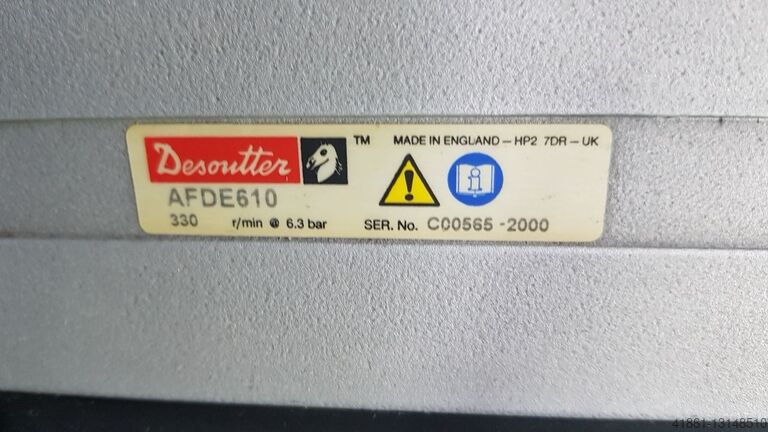 Desoutter
TM
MADE IN ENGLAND – HP2 7DR – UK
AFDE610
330 r/min @ 6.3 bar
SER. No. C00565 -2000
41861-13148510